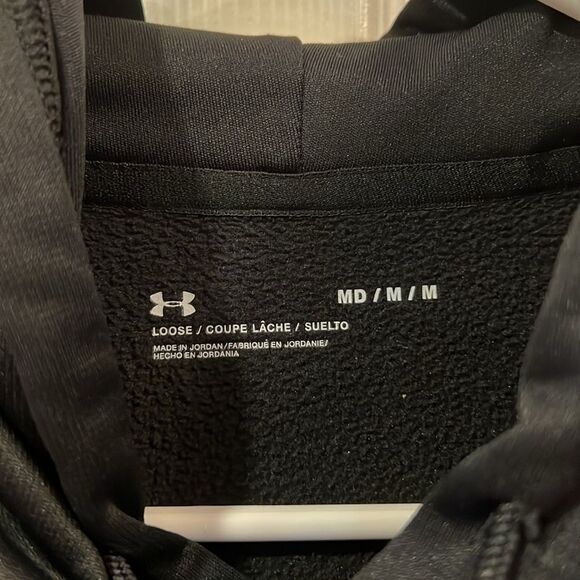 MD / M / M
LOOSE / COUPE LÂCHE / SUELTO
MADE IN JORDAN/FABRIQUÉ EN JORDANIE/
HECHO EN JORDANIA